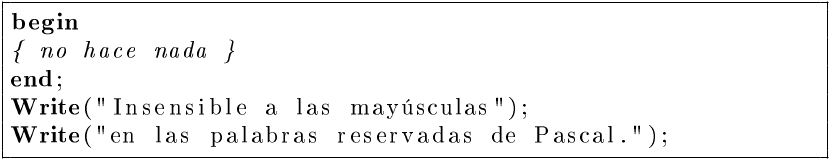 begin
{ no hace nada }
end;
Write("Insensible a las mayúsculas");
Write("en las palabras reservadas de Pascal.");